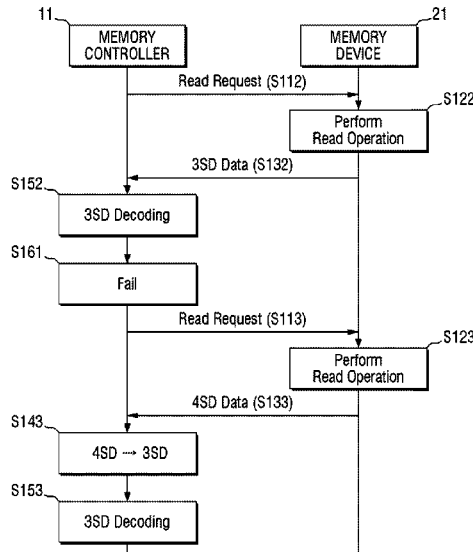 11
21
MEMORY
CONTROLLER
MEMORY
DEVICE
Read Request (S112)
S122
Perform
Read Operation
3SD Data (S132)
S152
3SD Decoding
S161
Fail
Read Request (S113)
S123
Perform
Read Operation
4SD Data (S133)
S143
4SD ---→ 3SD
S153
3SD Decoding